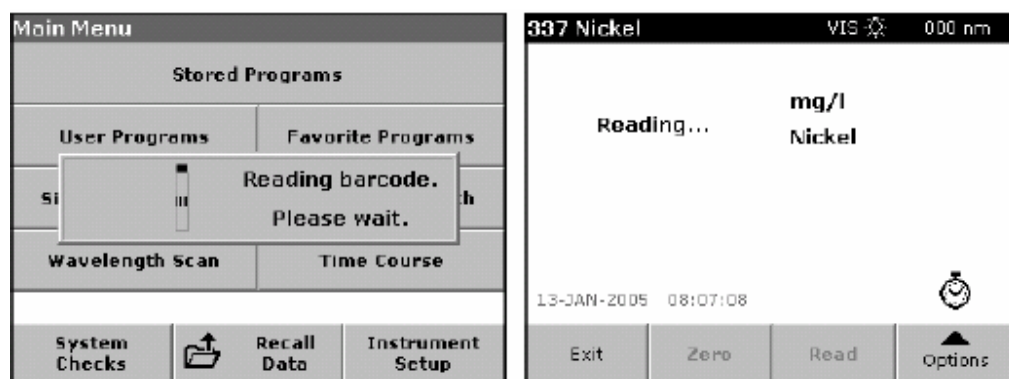 Main Menu
Stored Programs
User Programs
Favorite Programs
Reading barcode.
Please wait.
Si
h
Wavelength Scan
Time Course
System
Checks
Recall
Data
Instrument
Setup
337 Nickel VIS 000 nm
mg/l
Reading...
Nickel
13-JAN-2005 08:07:08
Exit
Zero
Read
Options